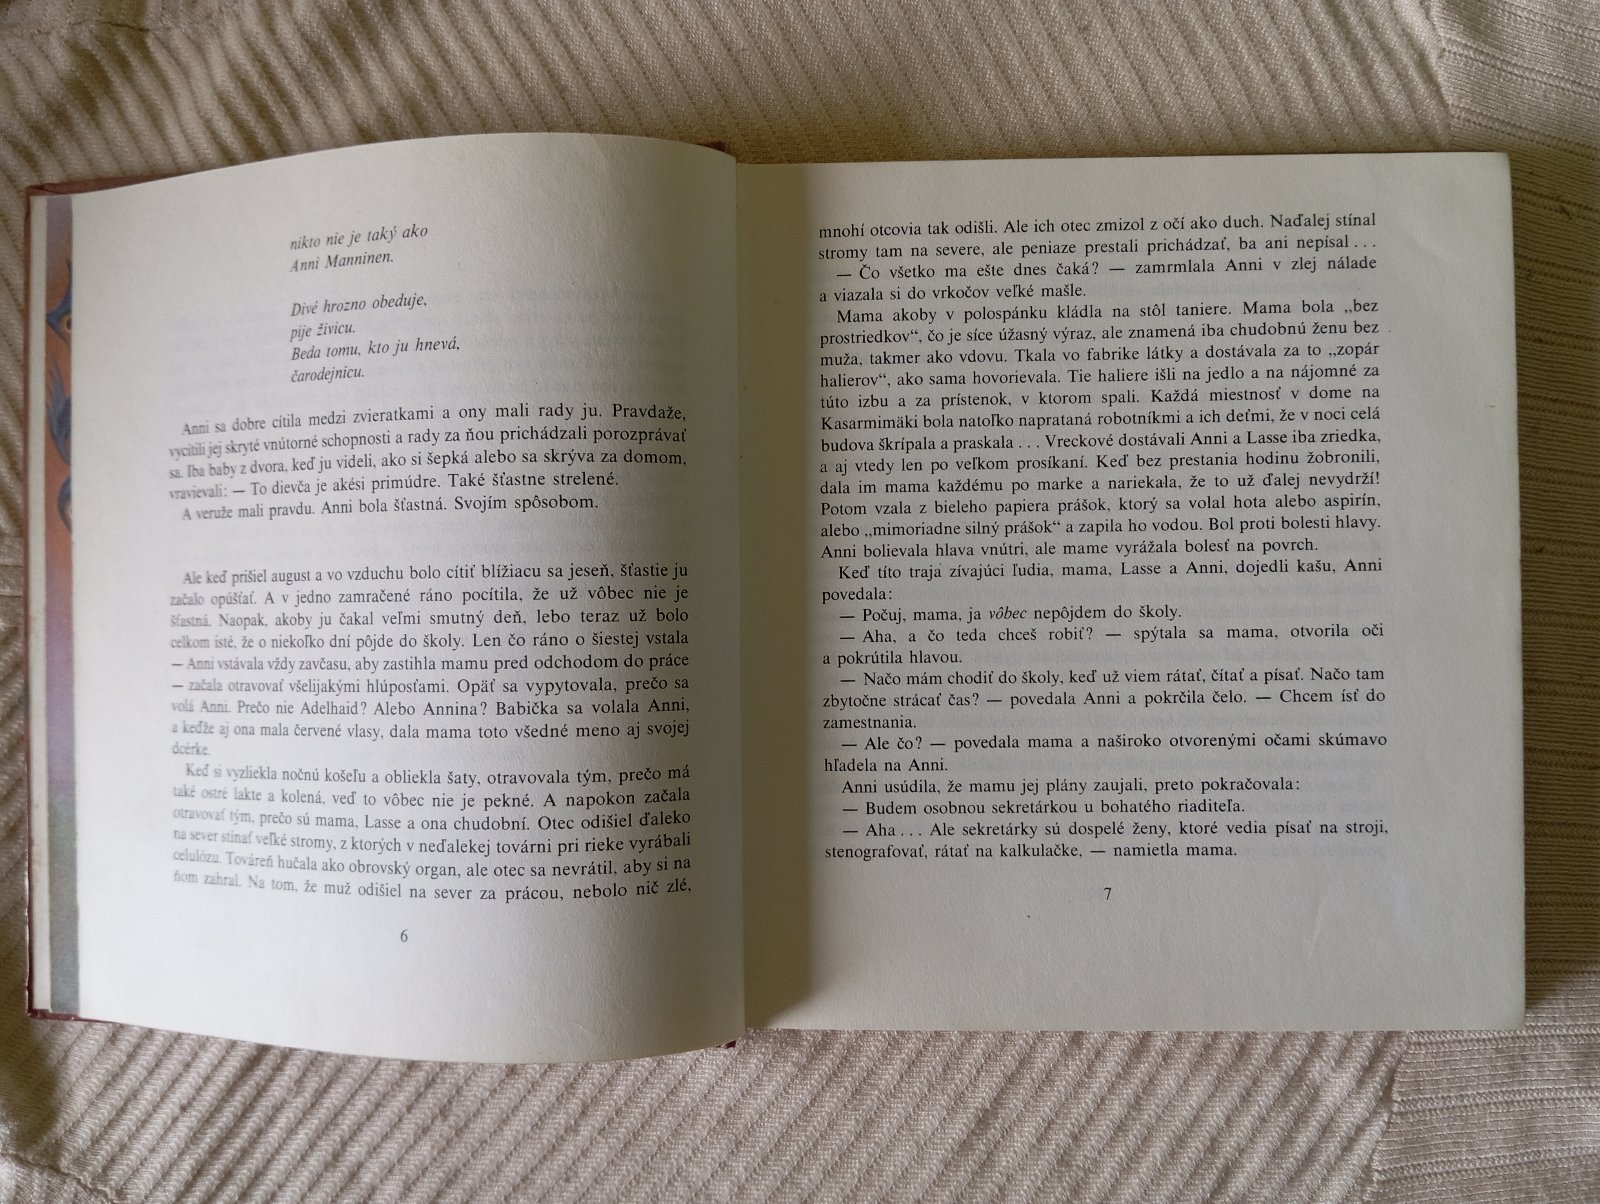 nikto nie je taký ako
Anni Manninen.
Divé hrozno obeduje,
pije živicu.
Beda tomu, kto ju hnevá,
čarodejnicu.
Anni sa dobre cítila medzi zvieratkami a ony mali rady ju. Pravdaže,
vycítili jej skryté vnútorné schopnosti a rady za ňou prichádzali porozprávať
sa. Iba baby z dvora, keď ju videli, ako si šepká alebo sa skrýva za domom,
vravievali: — To dievča je akési primúdre. Také šťastne strelené.
A veruže mali pravdu. Anni bola šťastná. Svojím spôsobom.
Ale keď prišiel august a vo vzduchu bolo cítiť blížiacu sa jeseň, šťastie ju
začalo opúšťať. A v jedno zamračené ráno pocítila, že už vôbec nie je
šťastná. Naopak, akoby ju čakal veľmi smutný deň, lebo teraz už bolo
celkom isté, že o niekoľko dní pôjde do školy. Len čo ráno o šiestej vstala
— Anni vstávala vždy zavčasu, aby zastihla mamu pred odchodom do práce
— začala otravovať všelijakými hlúposťami. Opäť sa vypytovala, prečo sa
volá Anni. Prečo nie Adelhaid? Alebo Annina? Babička sa volala Anni,
a keďže aj ona mala červené vlasy, dala mama toto všedné meno aj svojej
dcérke.
Keď si vyzliekla nočnú košeľu a obliekla šaty, otravovala tým, prečo má
také ostré lakte a kolená, veď to vôbec nie je pekné. A napokon začala
otravovať tým, prečo sú mama, Lasse a ona chudobní. Otec odišiel ďaleko
na sever stínať veľké stromy, z ktorých v neďalekej továrni pri rieke vyrábali
celulózu. Továreň hučala ako obrovský organ, ale otec sa nevrátil, aby si na
ňom zahral. Na tom, že muž odišiel na sever za prácou, nebolo nič zlé,
6
mnohí otcovia tak odišli. Ale ich otec zmizol z očí ako duch. Naďalej stínal
stromy tam na severe, ale peniaze prestali prichádzať, ba ani nepísal . . .
— Čo všetko ma ešte dnes čaká? — zamrmlala Anni v zlej nálade
a viazala si do vrkočov veľké mašle.
Mama akoby v polospánku kládla na stôl taniere. Mama bola „bez
prostriedkov“, čo je síce úžasný výraz, ale znamená iba chudobnú ženu bez
muža, takmer ako vdovu. Tkala vo fabrike látky a dostávala za to „zopár
halierov“, ako sama hovorievala. Tie haliere išli na jedlo a na nájomné za
túto izbu a za prístenok, v ktorom spali. Každá miestnosť v dome na
Kasarmimäki bola natoľko naprataná robotníkmi a ich deťmi, že v noci celá
budova škrípala a praskala . . . Vreckové dostávali Anni a Lasse iba zriedka,
a aj vtedy len po veľkom prosíkaní. Keď bez prestania hodinu žobronili,
dala im mama každému po marke a nariekala, že to už ďalej nevydrží!
Potom vzala z bieleho papiera prášok, ktorý sa volal hota alebo aspirín,
alebo „mimoriadne silný prášok“ a zapila ho vodou. Bol proti bolesti hlavy.
Anni bolievala hlava vnútri, ale mame vyrážala bolesť na povrch.
Keď títo traja zívajúci ľudia, mama, Lasse a Anni, dojedli kašu, Anni
povedala:
— Počuj, mama, ja vôbec nepôjdem do školy.
— Aha, a čo teda chceš robiť? — spýtala sa mama, otvorila oči
a pokrútila hlavou.
— Načo mám chodiť do školy, keď už viem rátať, čítať a písať. Načo tam
zbytočne strácať čas? — povedala Anni a pokrčila čelo. — Chcem ísť do
zamestnania.
— Ale čo? — povedala mama a naširoko otvorenými očami skúmavo
hľadela na Anni.
Anni usúdila, že mamu jej plány zaujali, preto pokračovala:
— Budem osobnou sekretárkou u bohatého riaditeľa.
— Aha . . . Ale sekretárky sú dospelé ženy, ktoré vedia písať na stroji,
stenografovať, rátať na kalkulačke, — namietla mama.
7